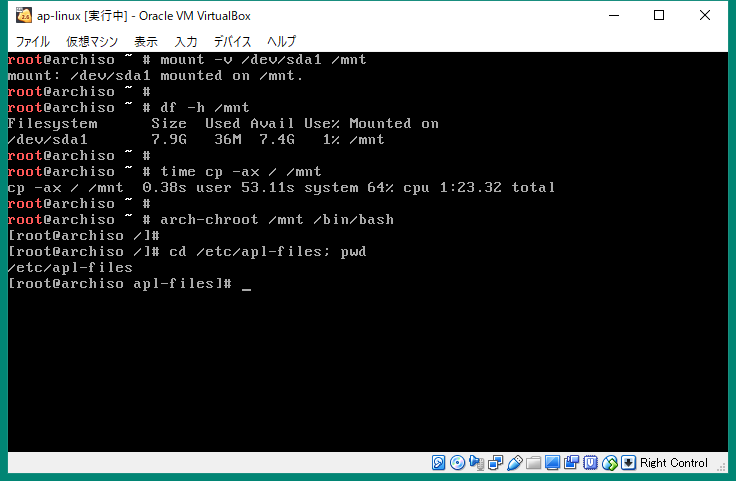 ap-linux [実行中] - Oracle VM VirtualBox
ファイル 仮想マシン 表示 入力 デバイス ヘルプ
root@archiso ~ # mount -v /dev/sda1 /mnt
mount: /dev/sda1 mounted on /mnt.
root@archiso ~ #
root@archiso ~ # df -h /mnt
Filesystem      Size  Used Avail Use% Mounted on
/dev/sda1       7.9G   36M  7.4G   1% /mnt
root@archiso ~ #
root@archiso ~ # time cp -ax / /mnt
cp -ax / /mnt  0.38s user 53.11s system 64% cpu 1:23.32 total
root@archiso ~ #
root@archiso ~ # arch-chroot /mnt /bin/bash
[root@archiso /]#
[root@archiso /]# cd /etc/apl-files; pwd
/etc/apl-files
[root@archiso apl-files]# _
Right Control